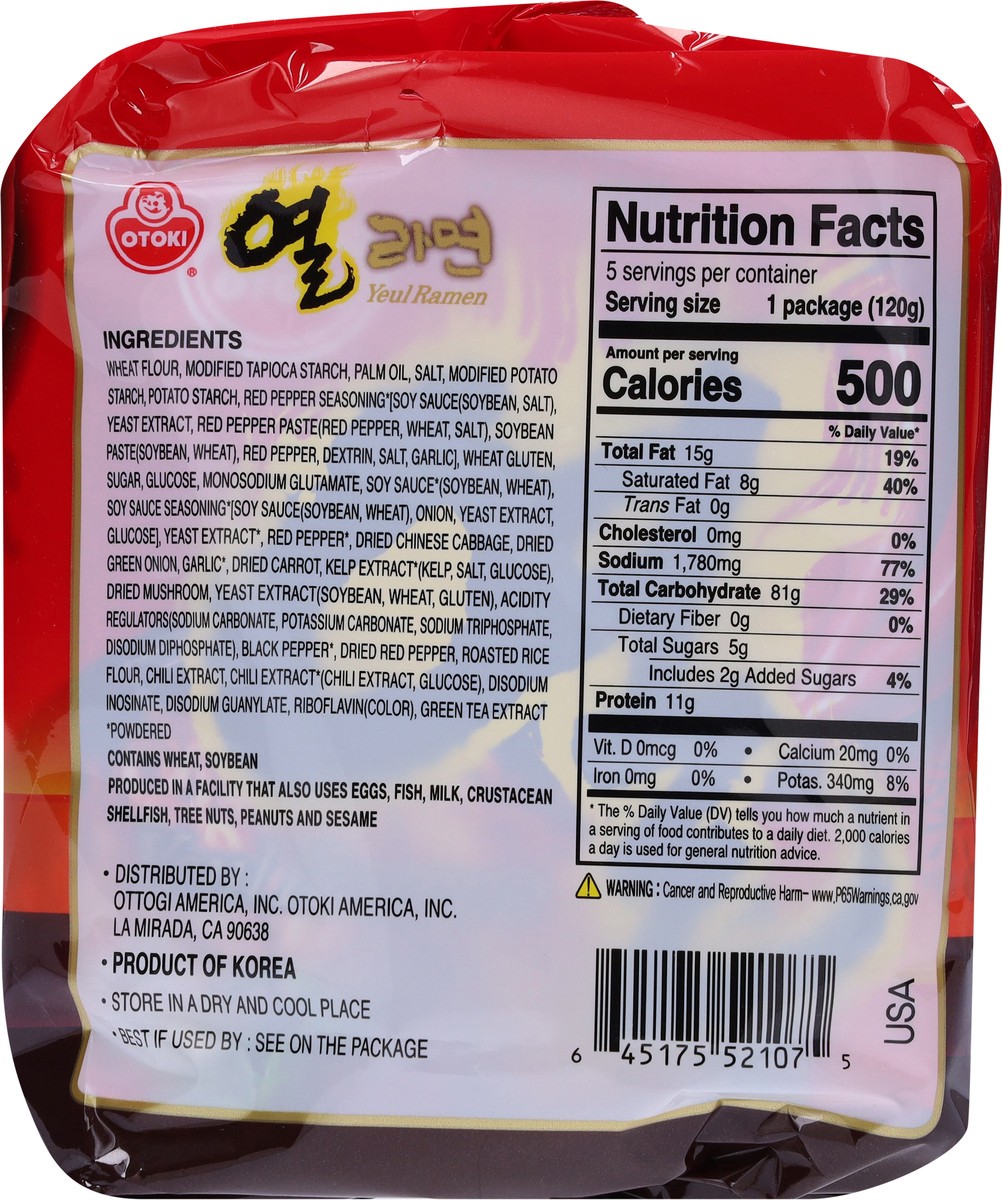 OTOKI
®
열 라면
Yeul Ramen
INGREDIENTS
WHEAT FLOUR, MODIFIED TAPIOCA STARCH, PALM OIL, SALT, MODIFIED POTATO
STARCH, POTATO STARCH, RED PEPPER SEASONING*[SOY SAUCE(SOYBEAN, SALT),
YEAST EXTRACT, RED PEPPER PASTE(RED PEPPER, WHEAT, SALT), SOYBEAN
PASTE(SOYBEAN, WHEAT), RED PEPPER, DEXTRIN, SALT, GARLIC], WHEAT GLUTEN,
SUGAR, GLUCOSE, MONOSODIUM GLUTAMATE, SOY SAUCE*(SOYBEAN, WHEAT),
SOY SAUCE SEASONING*[SOY SAUCE(SOYBEAN, WHEAT), ONION, YEAST EXTRACT,
GLUCOSE], YEAST EXTRACT*, RED PEPPER*, DRIED CHINESE CABBAGE, DRIED
GREEN ONION, GARLIC*, DRIED CARROT, KELP EXTRACT*(KELP, SALT, GLUCOSE),
DRIED MUSHROOM, YEAST EXTRACT(SOYBEAN, WHEAT, GLUTEN), ACIDITY
REGULATORS(SODIUM CARBONATE, POTASSIUM CARBONATE, SODIUM TRIPHOSPHATE,
DISODIUM DIPHOSPHATE), BLACK PEPPER*, DRIED RED PEPPER, ROASTED RICE
FLOUR, CHILI EXTRACT, CHILI EXTRACT*(CHILI EXTRACT, GLUCOSE), DISODIUM
INOSINATE, DISODIUM GUANYLATE, RIBOFLAVIN(COLOR), GREEN TEA EXTRACT
*POWDERED
CONTAINS WHEAT, SOYBEAN
PRODUCED IN A FACILITY THAT ALSO USES EGGS, FISH, MILK, CRUSTACEAN
SHELLFISH, TREE NUTS, PEANUTS AND SESAME
• DISTRIBUTED BY :
OTTOGI AMERICA, INC. OTOKI AMERICA, INC.
LA MIRADA, CA 90638
• PRODUCT OF KOREA
• STORE IN A DRY AND COOL PLACE
• BEST IF USED BY : SEE ON THE PACKAGE
Nutrition Facts
5 servings per container
Serving size 1 package (120g)
Amount per serving
Calories 500
% Daily Value*
Total Fat 15g 19%
Saturated Fat 8g 40%
Trans Fat 0g
Cholesterol 0mg 0%
Sodium 1,780mg 77%
Total Carbohydrate 81g 29%
Dietary Fiber 0g 0%
Total Sugars 5g
Includes 2g Added Sugars 4%
Protein 11g
Vit. D 0mcg 0% • Calcium 20mg 0%
Iron 0mg 0% • Potas. 340mg 8%
* The % Daily Value (DV) tells you how much a nutrient in
a serving of food contributes to a daily diet. 2,000 calories
a day is used for general nutrition advice.
WARNING : Cancer and Reproductive Harm- www.P65Warnings.ca.gov
6 45175 52107 5
USA